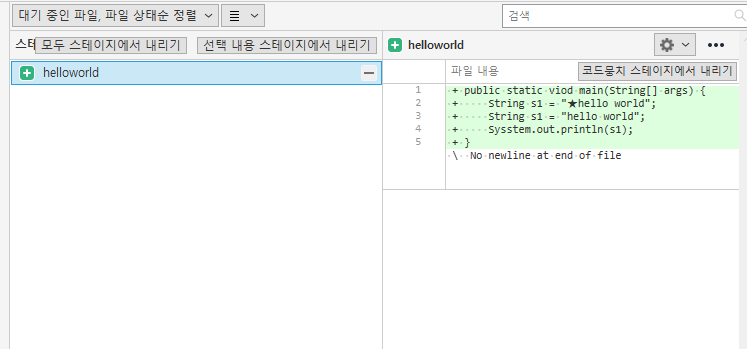 대기 중인 파일, 파일 상태순 정렬
검색
모두 스테이지에서 내리기 선택 내용 스테이지에서 내리기
helloworld
helloworld
파일 내용 코드뭉치 스테이지에서 내리기
1 + public static viod main(String[] args) {
2 + String s1 = "★hello world";
3 + String s1 = "hello world";
4 + Sysstem.out.println(s1);
5 + }
\ No newline at end of file